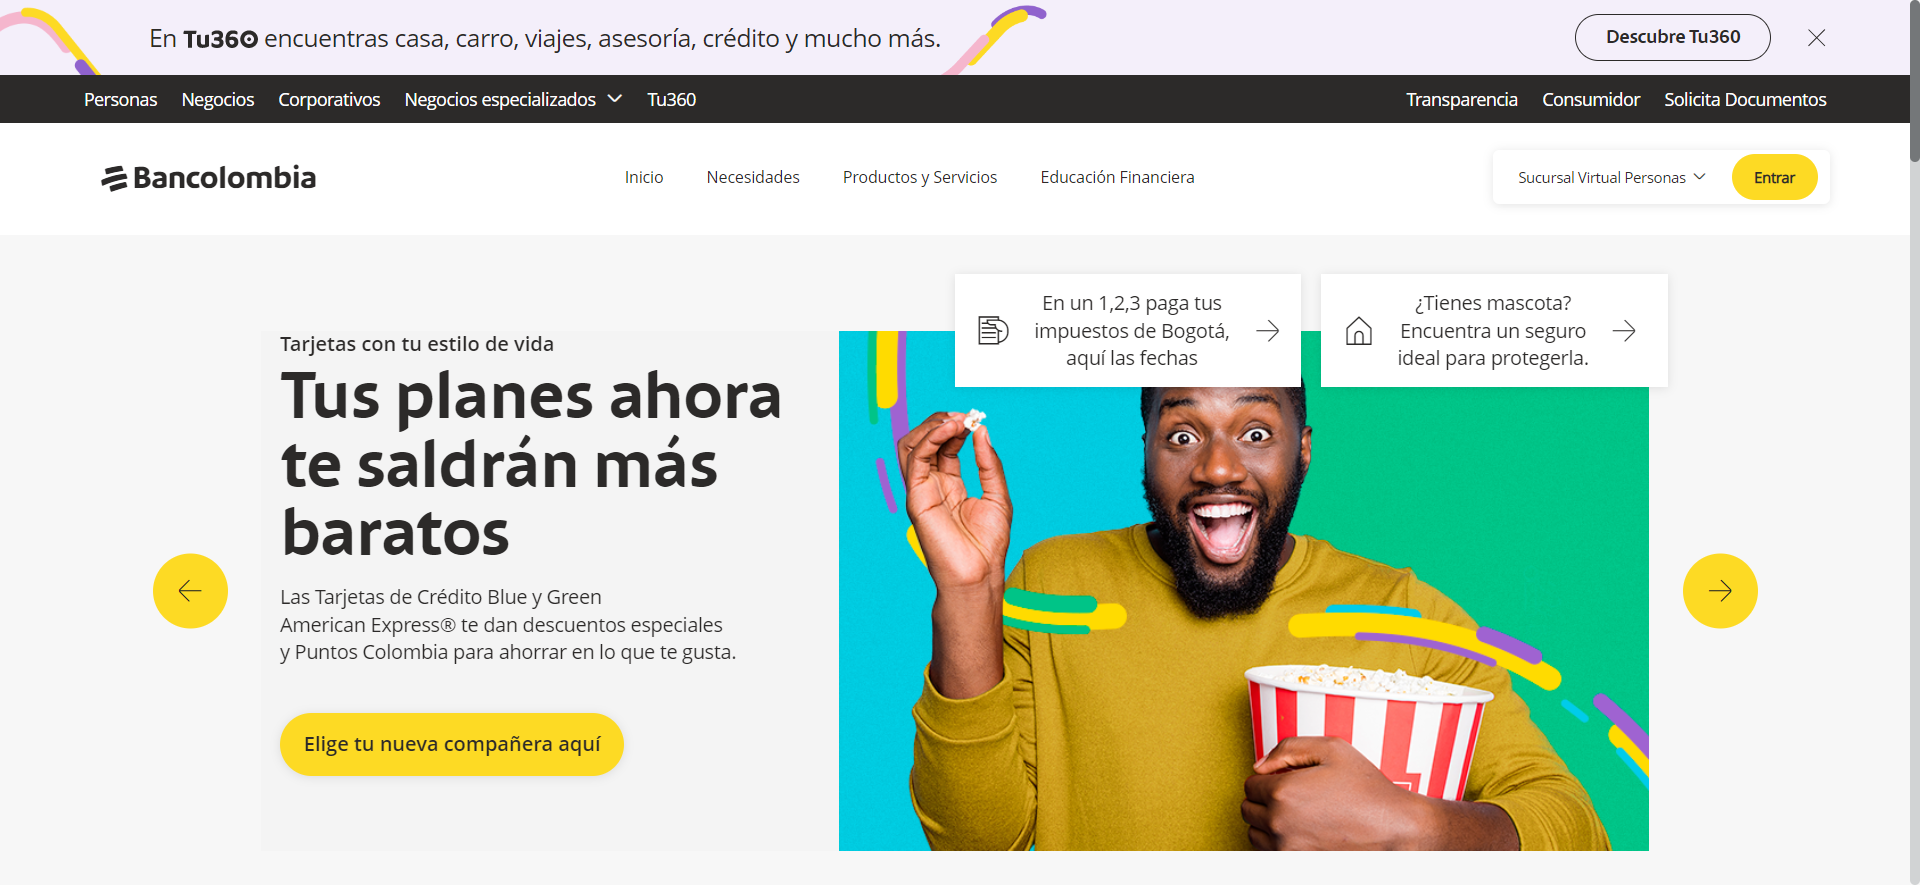 En Tu360 encuentras casa, carro, viajes, asesoría, crédito y mucho más.
Descubre Tu360
Personas
Negocios
Corporativos
Negocios especializados
Tu360
Transparencia
Consumidor
Solicita Documentos
Bancolombia
Inicio
Necesidades
Productos y Servicios
Educación Financiera
Sucursal Virtual Personas
Entrar
En un 1,2,3 paga tus
impuestos de Bogotá,
aquí las fechas
¿Tienes mascota?
Encuentra un seguro
ideal para protegerla.
Tarjetas con tu estilo de vida
Tus planes ahora
te saldrán más
baratos
Las Tarjetas de Crédito Blue y Green
American Express® te dan descuentos especiales
y Puntos Colombia para ahorrar en lo que te gusta.
Elige tu nueva compañera aquí